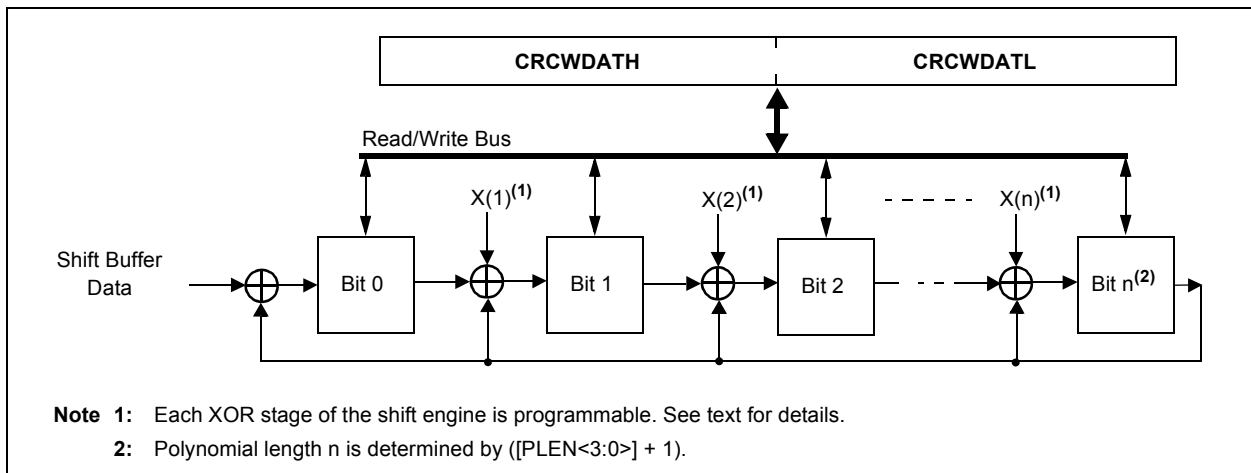 CRCWDATH CRCWDATL
Read/Write Bus
X(1)(1) X(2)(1) X(n)(1)
Shift Buffer
Data
Bit 0 Bit 1 Bit 2 Bit n(2)
Note 1: Each XOR stage of the shift engine is programmable. See text for details.
2: Polynomial length n is determined by ([PLEN<3:0>] + 1).